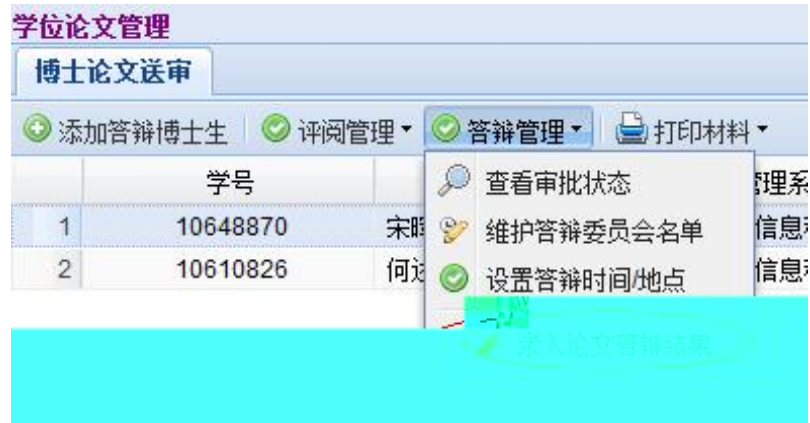 学位论文管理
博士论文送审
添加答辩博士生 评阅管理 答辩管理 打印材料
学号 管理系
1 10648870 宋 信息
2 10610826 何 信息
查看审批状态
维护答辩委员会名单
设置答辩时间/地点
录入论文答辩结果